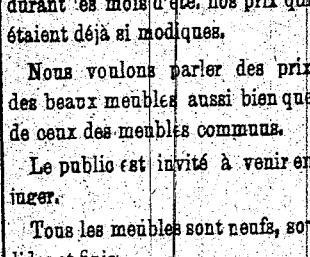 durant les mois d'été, nos prix qui
étaient déjà si modiques.
Nous voulons parler des prix
des beaux meubles aussi bien que
de ceux des meubles communs.
Le public est invité à venir en
juger.
Tous les meubles sont neufs, so-